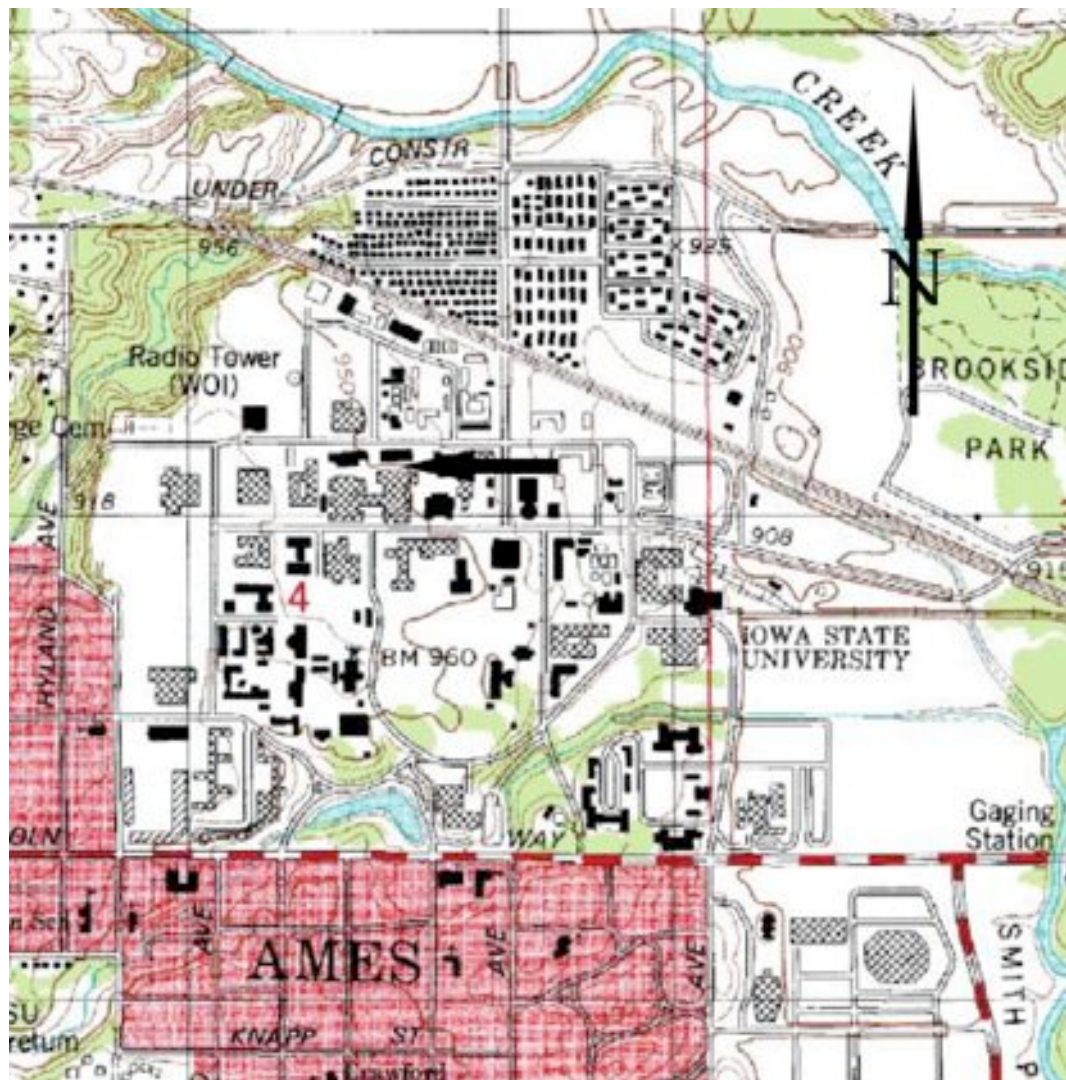 CREEK
CONSTR
UNDER
956
× 925
900
N
Radio Tower
(WOI)
950
900
BROOKSID
ge Cem
PARK
918
908
HYLAND AVE
4
915
IOWA STATE
UNIVERSITY
BM 960
Gaging
Station
OLN
WAY
AVE
AVE
AVE
AMES
SMITH
P
SU
retum
KNAPP ST
Crawford